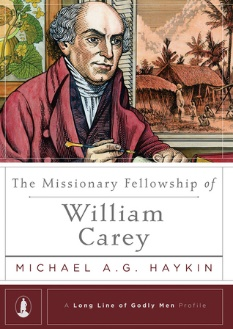 The Missionary Fellowship of
William
Carey
MICHAEL A.G. HAYKIN
A Long Line of Godly Men Profile